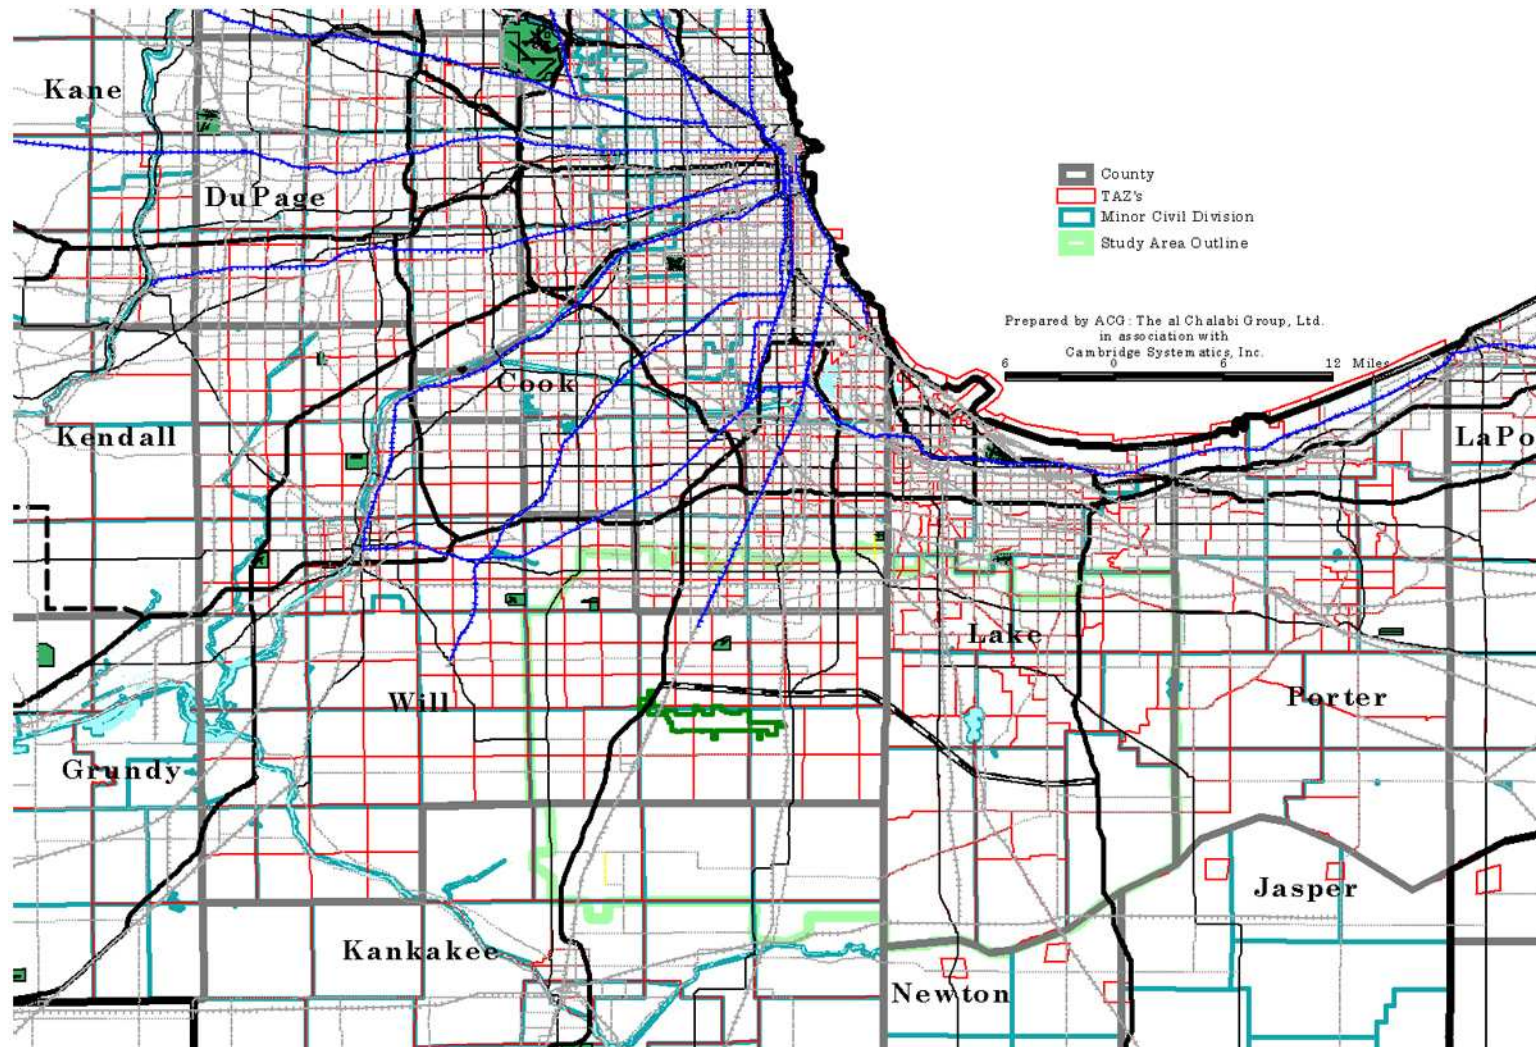 Kane
DuPage
County
TAZ's
Minor Civil Division
Study Area Outline
Prepared by ACG: The al Chalabi Group, Ltd.
in association with
Cambridge Systematics, Inc.
6 0 6 12 Miles
Cook
Kendall
LaPo
Lake
Will
Porter
Grundy
Jasper
Kankakee
Newton